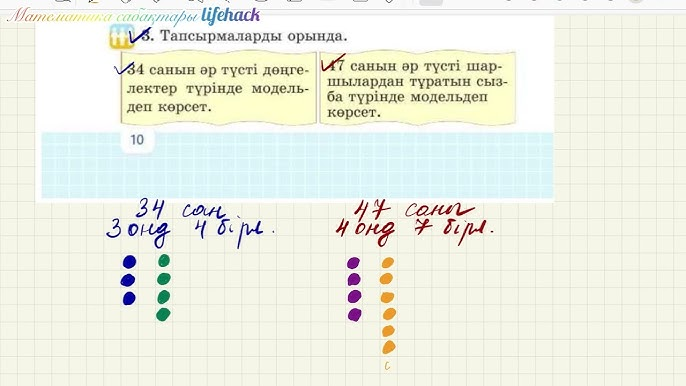 Математика сабақтары lifehack
3. Тапсырмаларды орында.
34 санын әр түсті дөңге-
лектер түрінде модель-
деп көрсет.
47 санын әр түсті шар-
шылардан тұратын сыз-
ба түрінде модельдеп
көрсет.
10
34 сан
3 онд 4 бірл.
47 саны
4 онд 7 бірл.